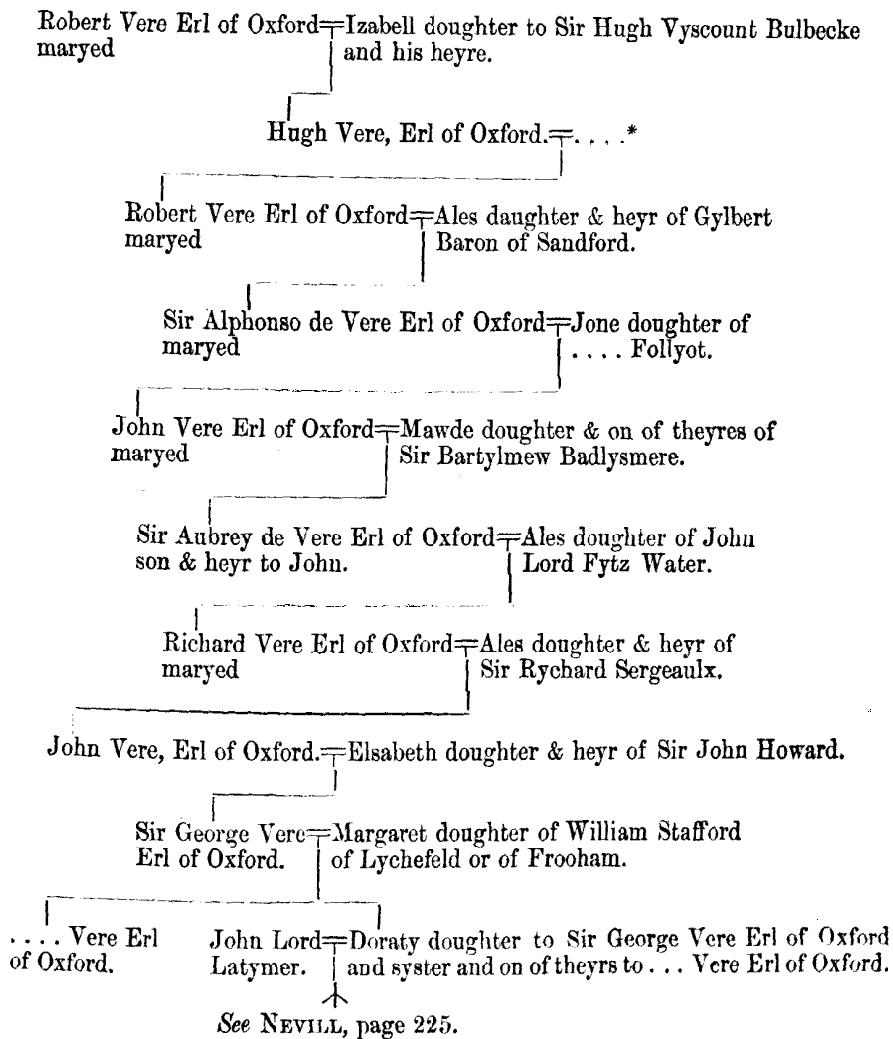 Robert Vere Erl of Oxford=Izabell doughter to Sir Hugh Vyscount Bulbecke
maryed and his heyre.
Hugh Vere, Erl of Oxford.=. . . .*
Robert Vere Erl of Oxford=Ales daughter & heyr of Gylbert
maryed Baron of Sandford.
Sir Alphonso de Vere Erl of Oxford=Jone doughter of
maryed . . . . Follyot.
John Vere Erl of Oxford=Mawde doughter & on of theyres of
maryed Sir Bartylmew Badlysmere.
Sir Aubrey de Vere Erl of Oxford=Ales doughter of John
son & heyr to John. Lord Fytz Water.
Richard Vere Erl of Oxford=Ales doughter & heyr of
maryed Sir Rychard Sergeaulx.
John Vere, Erl of Oxford.=Elsabeth doughter & heyr of Sir John Howard.
Sir George Vere=Margaret doughter of William Stafford
Erl of Oxford. of Lychefeld or of Frooham.
. . . . Vere Erl John Lord=Doraty doughter to Sir George Vere Erl of Oxford
of Oxford. Latymer. and syster and on of theyrs to . . . Vere Erl of Oxford.
See NEVILL, page 225.